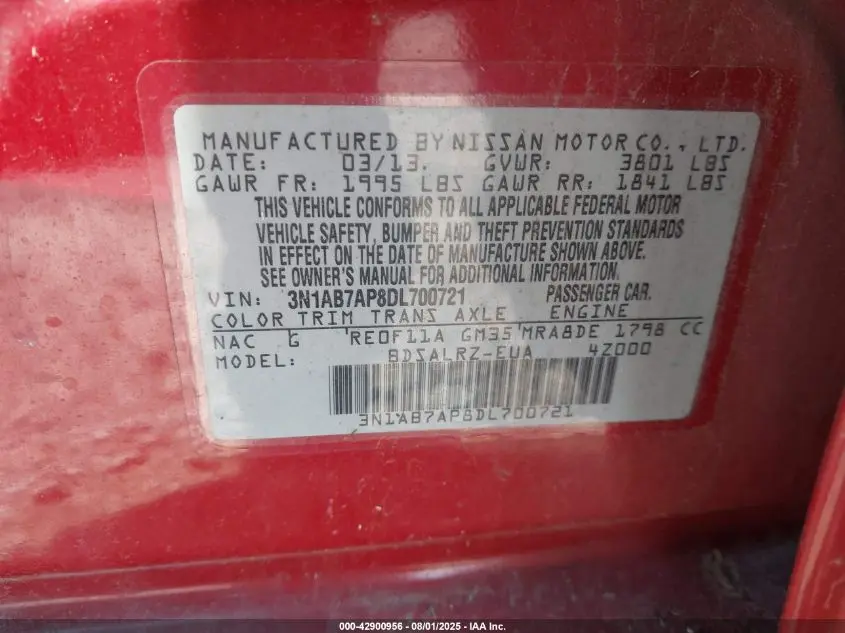 MANUFACTURED BY NISSAN MOTOR CO., LTD.
DATE: 03/13. GVWR: 3801 LBS
GAWR FR: 1995 LBS GAWR RR: 1841 LBS
THIS VEHICLE CONFORMS TO ALL APPLICABLE FEDERAL MOTOR
VEHICLE SAFETY, BUMPER AND THEFT PREVENTION STANDARDS
IN EFFECT ON THE DATE OF MANUFACTURE SHOWN ABOVE.
SEE OWNER'S MANUAL FOR ADDITIONAL INFORMATION.
VIN: 3N1AB7AP8DL700721 PASSENGER CAR.
COLOR TRIM TRANS AXLE ENGINE
NAC G RE0F11A GM35 MRA8DE 1798 CC
MODEL: BDSALRZ-EUA 42000
3N1AB7AP8DL700721
000-42900956 - 08/01/2025 - IAA Inc.